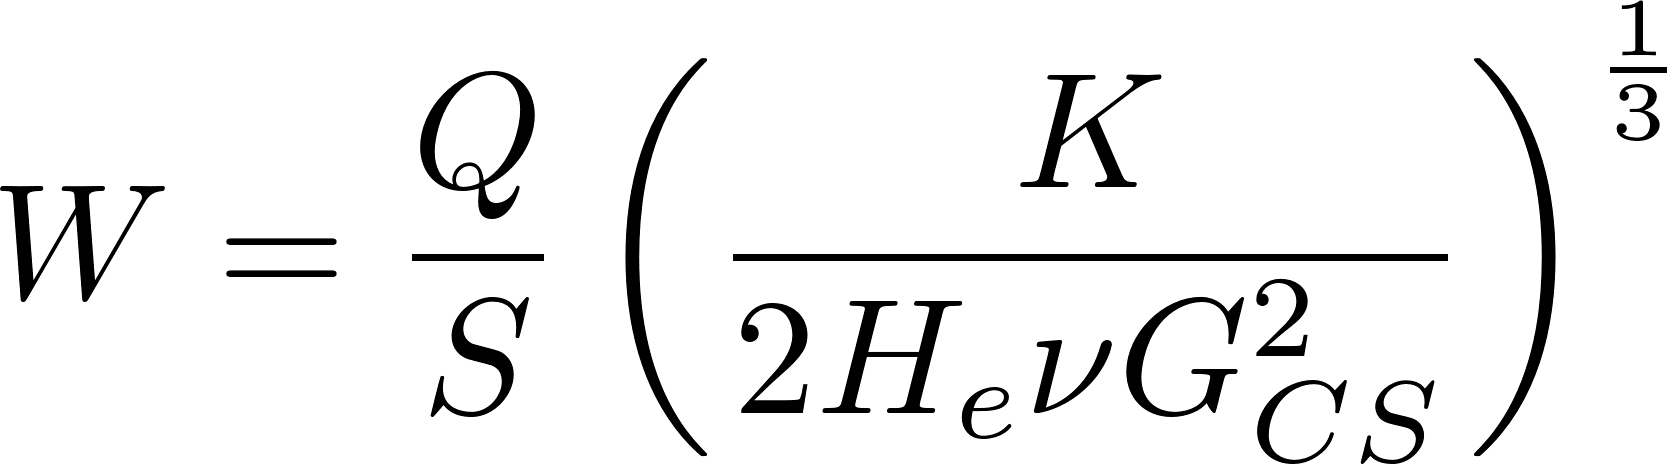 W = \frac{Q}{S} \left( \frac{K}{2 H_e \nu G_{CS}^2} \right)^{\frac{1}{3}}